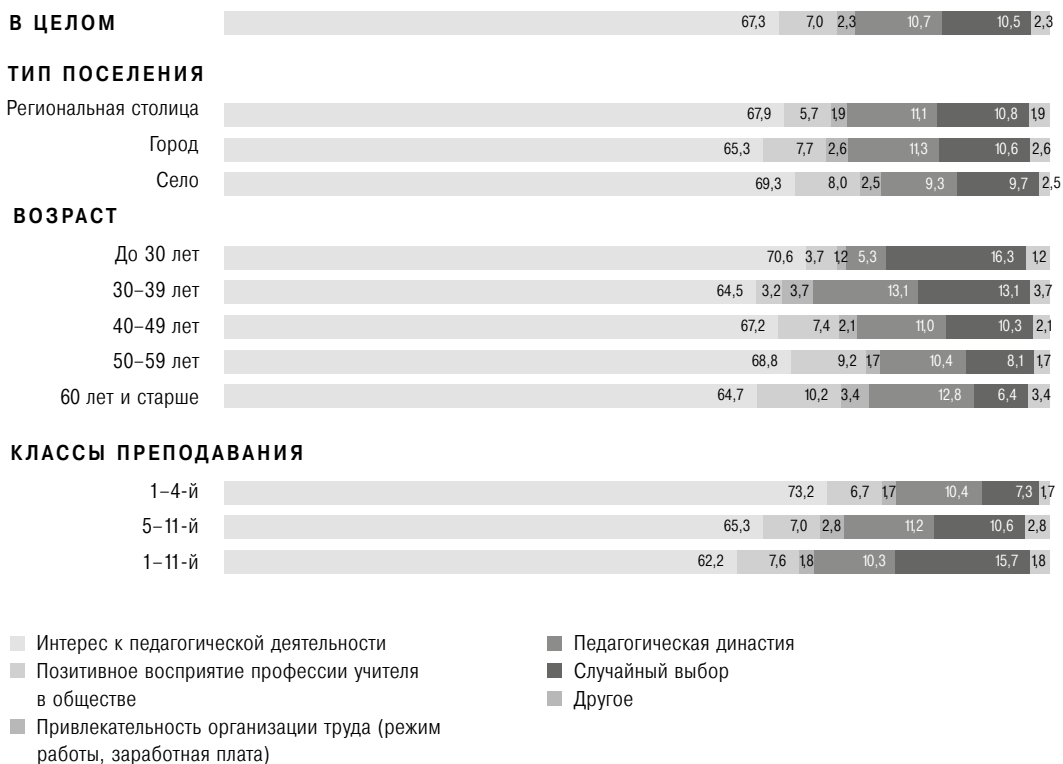 В ЦЕЛОМ 67,3 7,0 2,3 10,7 10,5 2,3
ТИП ПОСЕЛЕНИЯ
Региональная столица 67,9 5,7 1,9 11,1 10,8 1,9
Город 65,3 7,7 2,6 11,3 10,6 2,6
Село 69,3 8,0 2,5 9,3 9,7 2,5
ВОЗРАСТ
До 30 лет 70,6 3,7 1,2 5,3 16,3 1,2
30–39 лет 64,5 3,2 3,7 13,1 13,1 3,7
40–49 лет 67,2 7,4 2,1 11,0 10,3 2,1
50–59 лет 68,8 9,2 1,7 10,4 8,1 1,7
60 лет и старше 64,7 10,2 3,4 12,8 6,4 3,4
КЛАССЫ ПРЕПОДАВАНИЯ
1–4-й 73,2 6,7 1,7 10,4 7,3 1,7
5–11-й 65,3 7,0 2,8 11,2 10,6 2,8
1–11-й 62,2 7,6 1,8 10,3 15,7 1,8
Интерес к педагогической деятельности
Позитивное восприятие профессии учителя
в обществе
Привлекательность организации труда (режим
работы, заработная плата)
Педагогическая династия
Случайный выбор
Другое